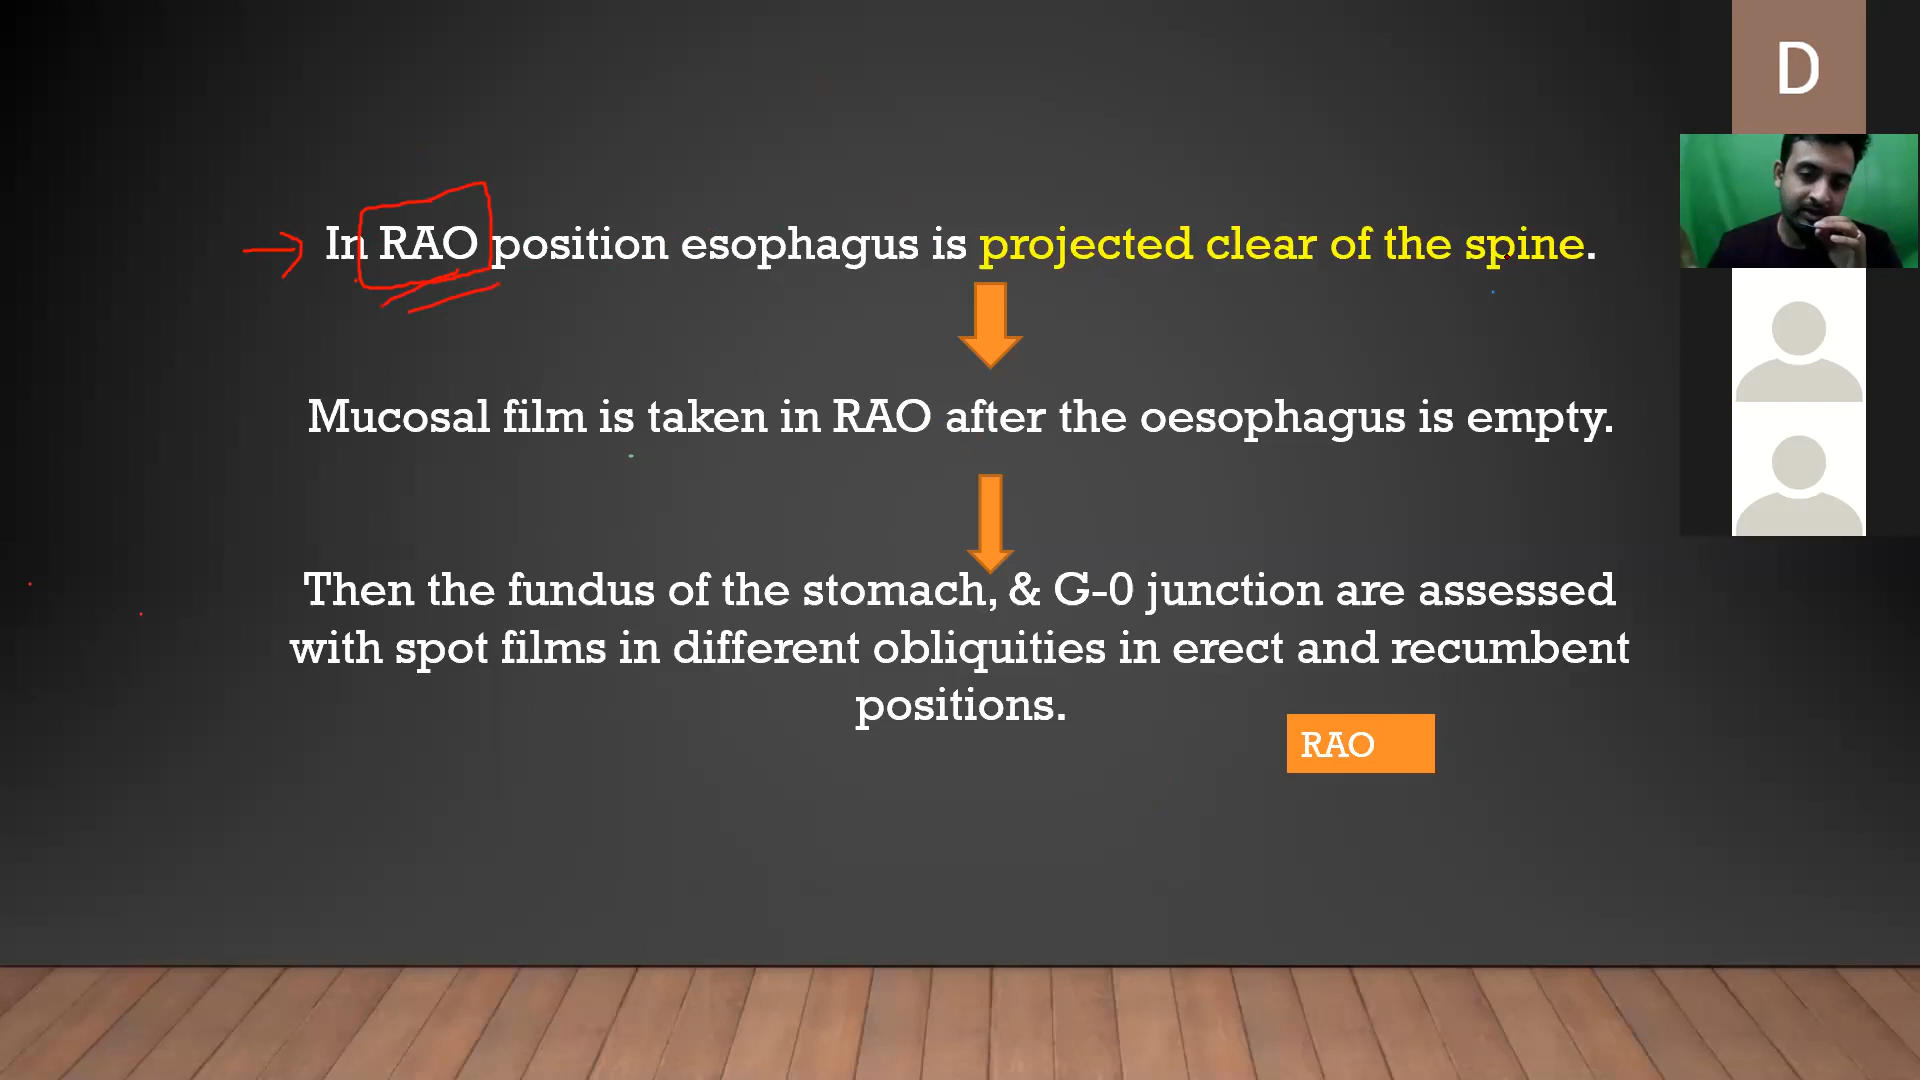 D
In RAO position esophagus is projected clear of the spine.
Mucosal film is taken in RAO after the oesophagus is empty.
Then the fundus of the stomach, & G-0 junction are assessed
with spot films in different obliquities in erect and recumbent
positions.
RAO